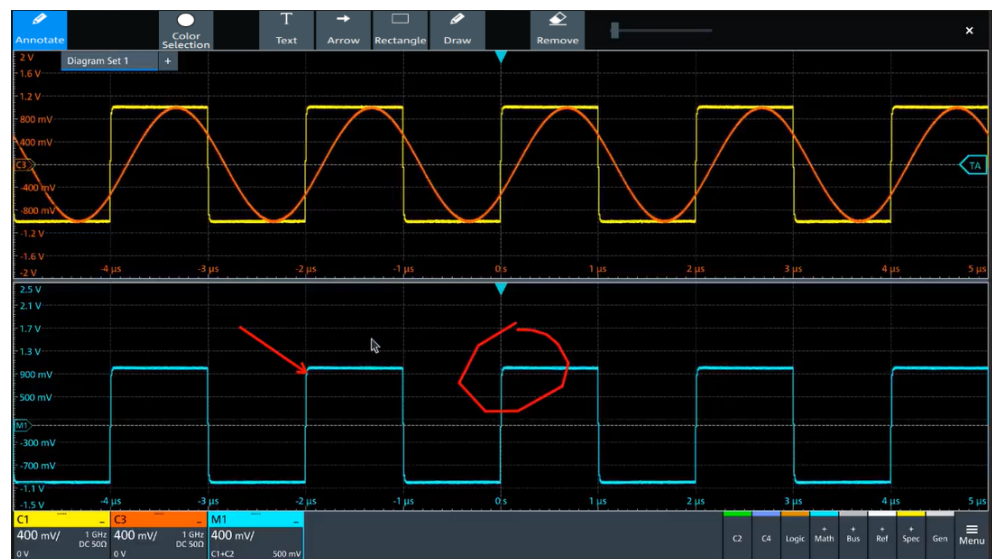 Annotate
Color
Selection
Text
Arrow
Rectangle
Draw
Remove
×
T
Diagram Set 1
+
2 V
1.6 V
1.2 V
800 mV
400 mV
C3
-400 mV
-800 mV
-1.2 V
-1.6 V
-2 V
TA
-4 µs
-3 µs
-2 µs
-1 µs
0 s
1 µs
2 µs
3 µs
4 µs
5 µs
2.5 V
2.1 V
1.7 V
1.3 V
900 mV
500 mV
M1
-300 mV
-700 mV
-1.1 V
-1.5 V
-4 µs
-3 µs
-2 µs
-1 µs
0 s
1 µs
2 µs
3 µs
4 µs
5 µs
C1
400 mV/
1 GHz
DC 50Ω
0 V
C3
400 mV/
1 GHz
DC 50Ω
0 V
M1
400 mV/
C1+C2
500 mV
C2
C4
Logic
+
Math
+
Bus
+
Ref
+
Spec
Gen
Menu